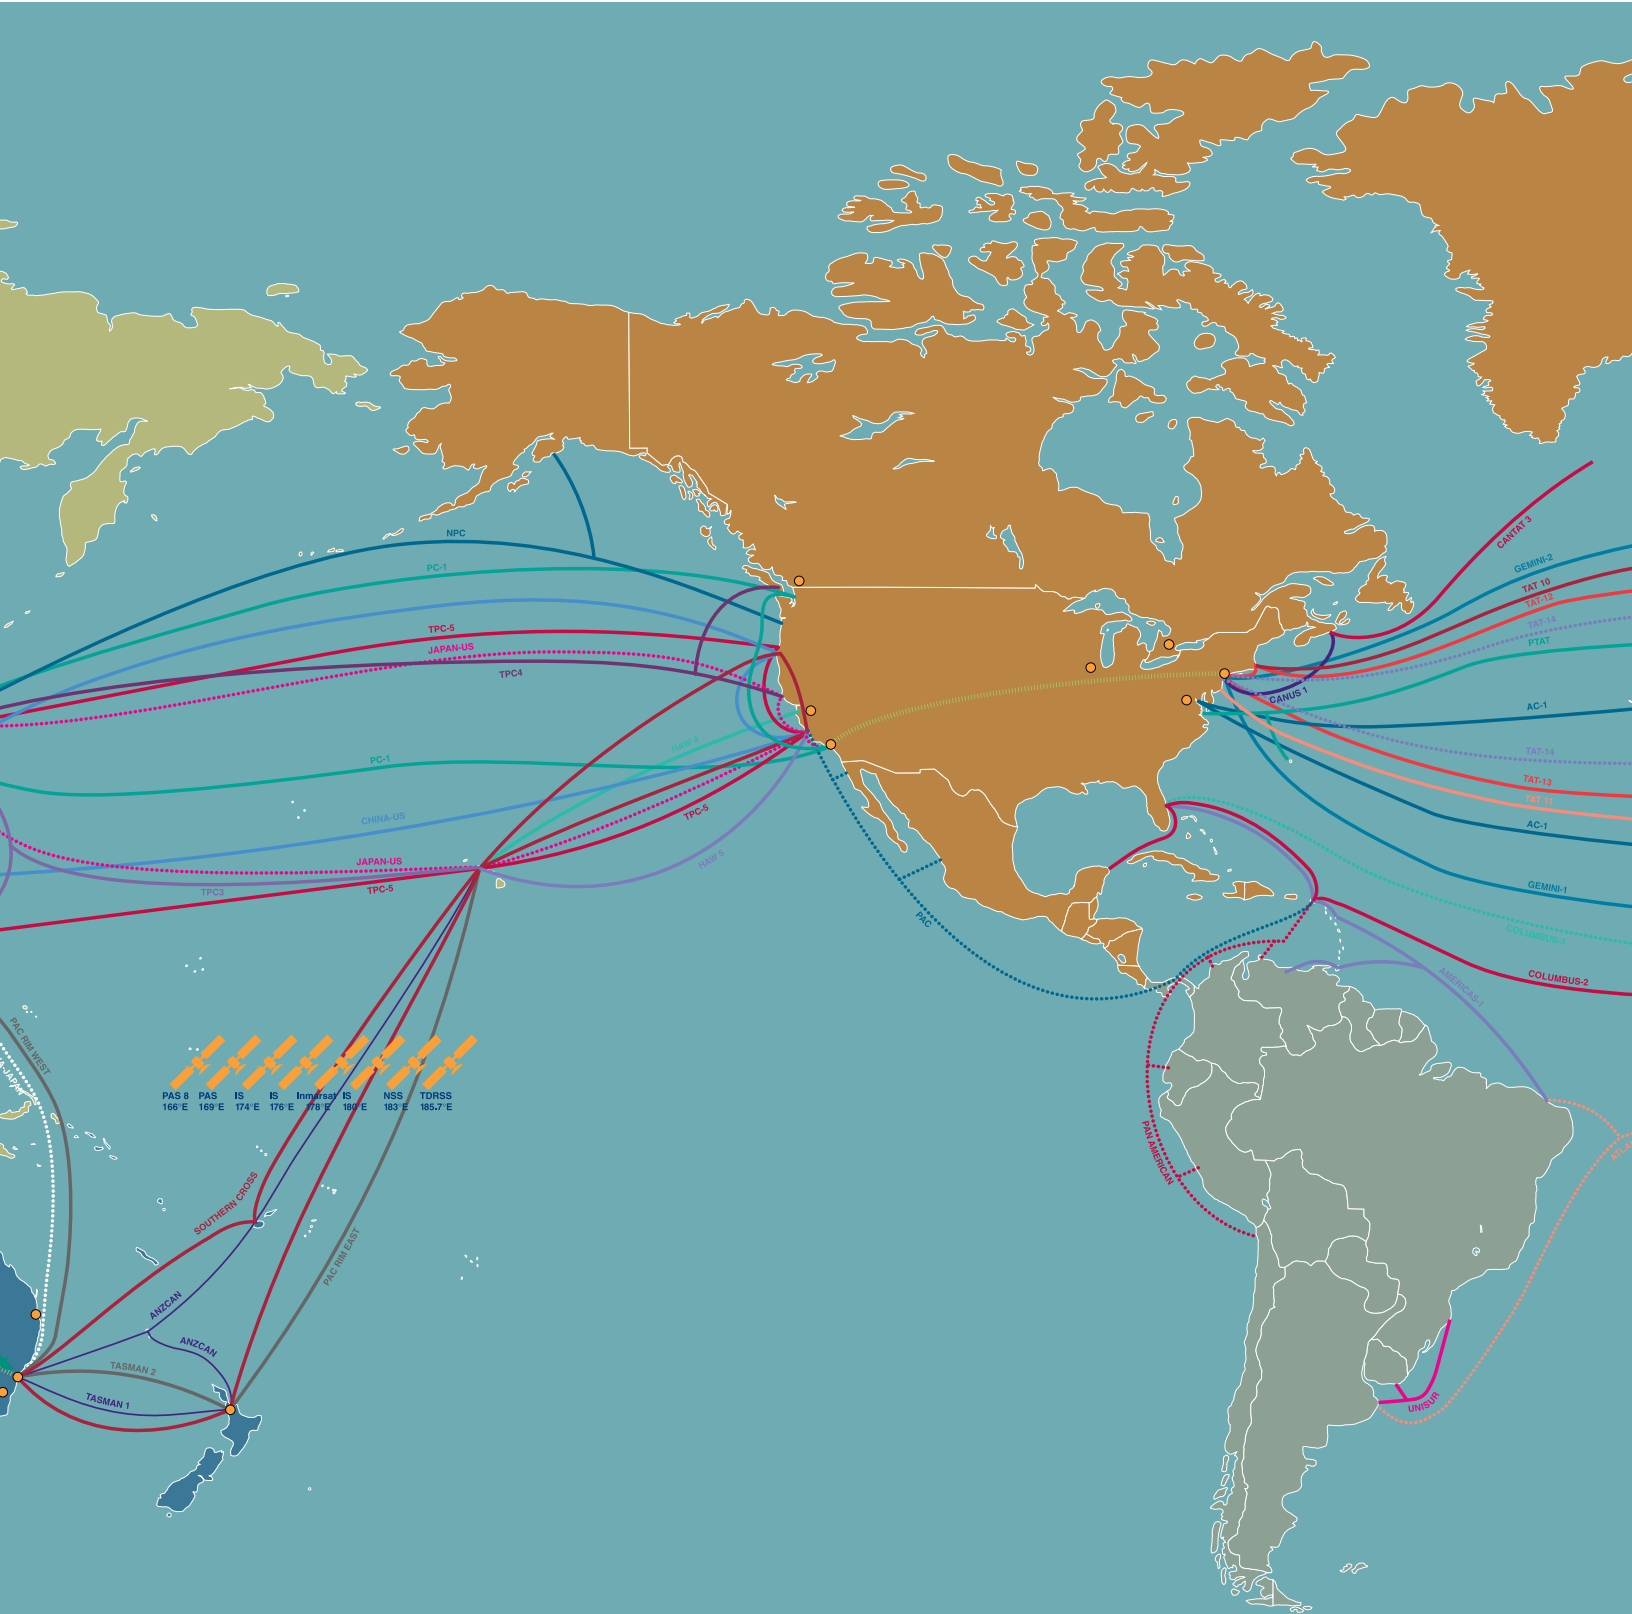 CANTAT 3
NPC
GEMINI-2
PC-1
TAT 10
TAT-12
TPC-5
TAT-14
JAPAN-US
PTAT
TPC4
CANUS 1
AC-1
HAW 4
TAT-14
PC-1
TAT-13
TAT 11
TPC-5
CHINA-US
AC-1
JAPAN-US
HAW 5
TPC3
TPC-5
GEMINI-1
PAC
COLUMBUS-3
COLUMBUS-2
AMERICAS-1
PAC RIM WEST
PAS 8 PAS IS IS Inmarsat IS NSS TDRSS
166°E 169°E 174°E 176°E 178°E 180°E 183°E 185.7°E
PAN AMERICAN
SOUTHERN CROSS
PAC RIM EAST
ANZCAN
ANZCAN
TASMAN 2
TASMAN 1
UNISUR